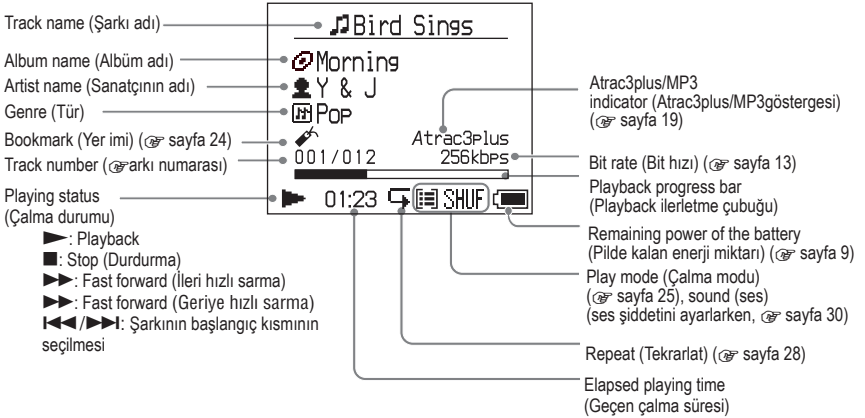 Track name (Şarkı adı)
Album name (Albüm adı)
Artist name (Sanatçının adı)
Genre (Tür)
Bookmark (Yer imi) (☞ sayfa 24)
Track number (☞arkı numarası)
Playing status
(Çalma durumu)
►: Playback
■: Stop (Durdurma)
►►: Fast forward (İleri hızlı sarma)
►►: Fast forward (Geriye hızlı sarma)
I◄◄/►►I: Şarkının başlangıç kısmının
seçilmesi
Bird Sings
Morning
Y & J
Pop
Atrac3plus
001/012
256kbps
01:23
SHUF
Atrac3plus/MP3
indicator (Atrac3plus/MP3göstergesi)
(☞ sayfa 19)
Bit rate (Bit hızı) (☞ sayfa 13)
Playback progress bar
(Playback ilerletme çubuğu)
Remaining power of the battery
(Pilde kalan enerji miktarı) (☞ sayfa 9)
Play mode (Çalma modu)
(☞ sayfa 25), sound (ses)
(ses şiddetini ayarlarken, ☞ sayfa 30)
Repeat (Tekrarlat) (☞ sayfa 28)
Elapsed playing time
(Geçen çalma süresi)